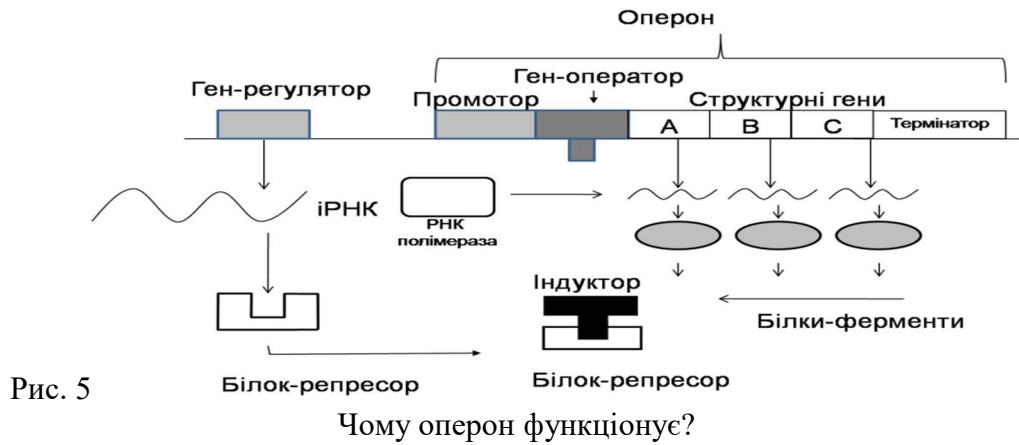 Оперон
Ген-оператор
Ген-регулятор
Промотор
Структурні гени
А
В
С
Термінатор
іРНК
РНК
полімераза
Індуктор
Білки-ферменти
Білок-репресор
Білок-репресор
Рис. 5
Чому оперон функціонує?